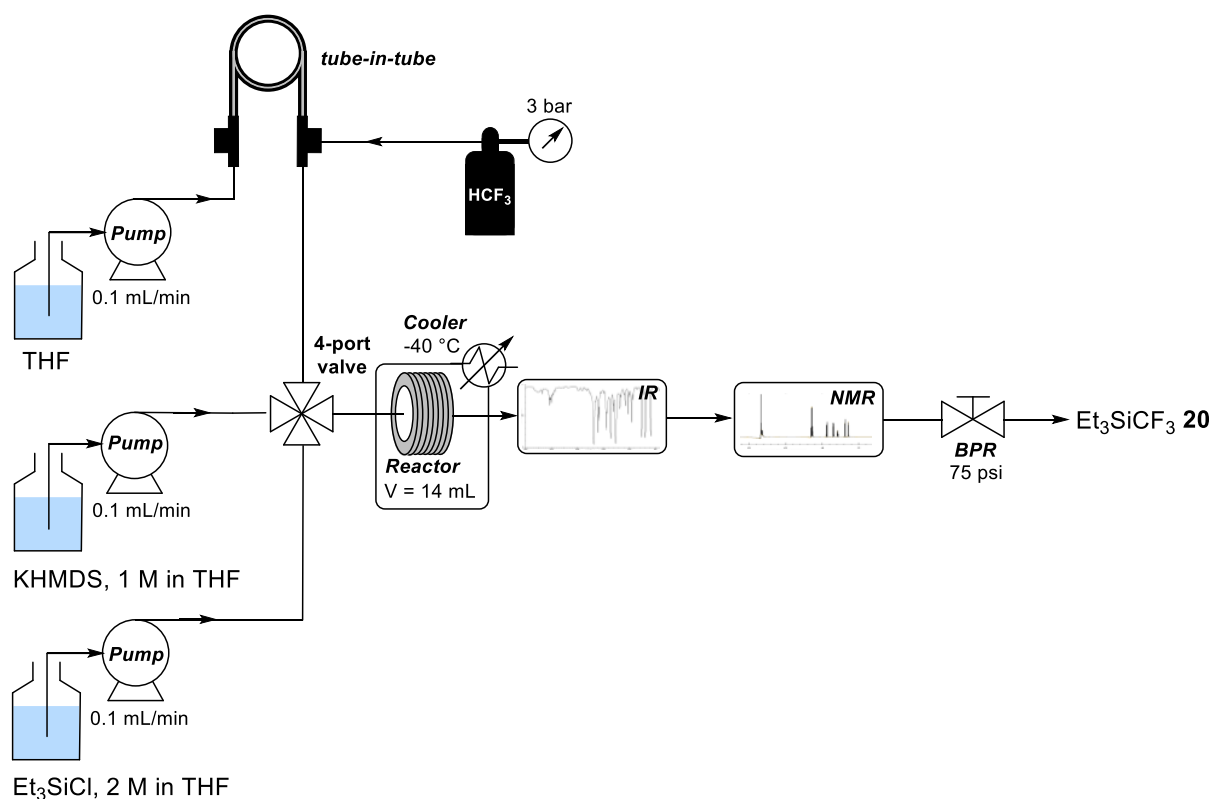 tube-in-tube
3 bar
HCF₃
Pump
0.1 mL/min
THF
4-port
valve
Cooler
-40 °C
Reactor
V = 14 mL
IR
NMR
BPR
75 psi
Et₃SiCF₃ 20
Pump
0.1 mL/min
KHMDS, 1 M in THF
Pump
0.1 mL/min
Et₃SiCl, 2 M in THF